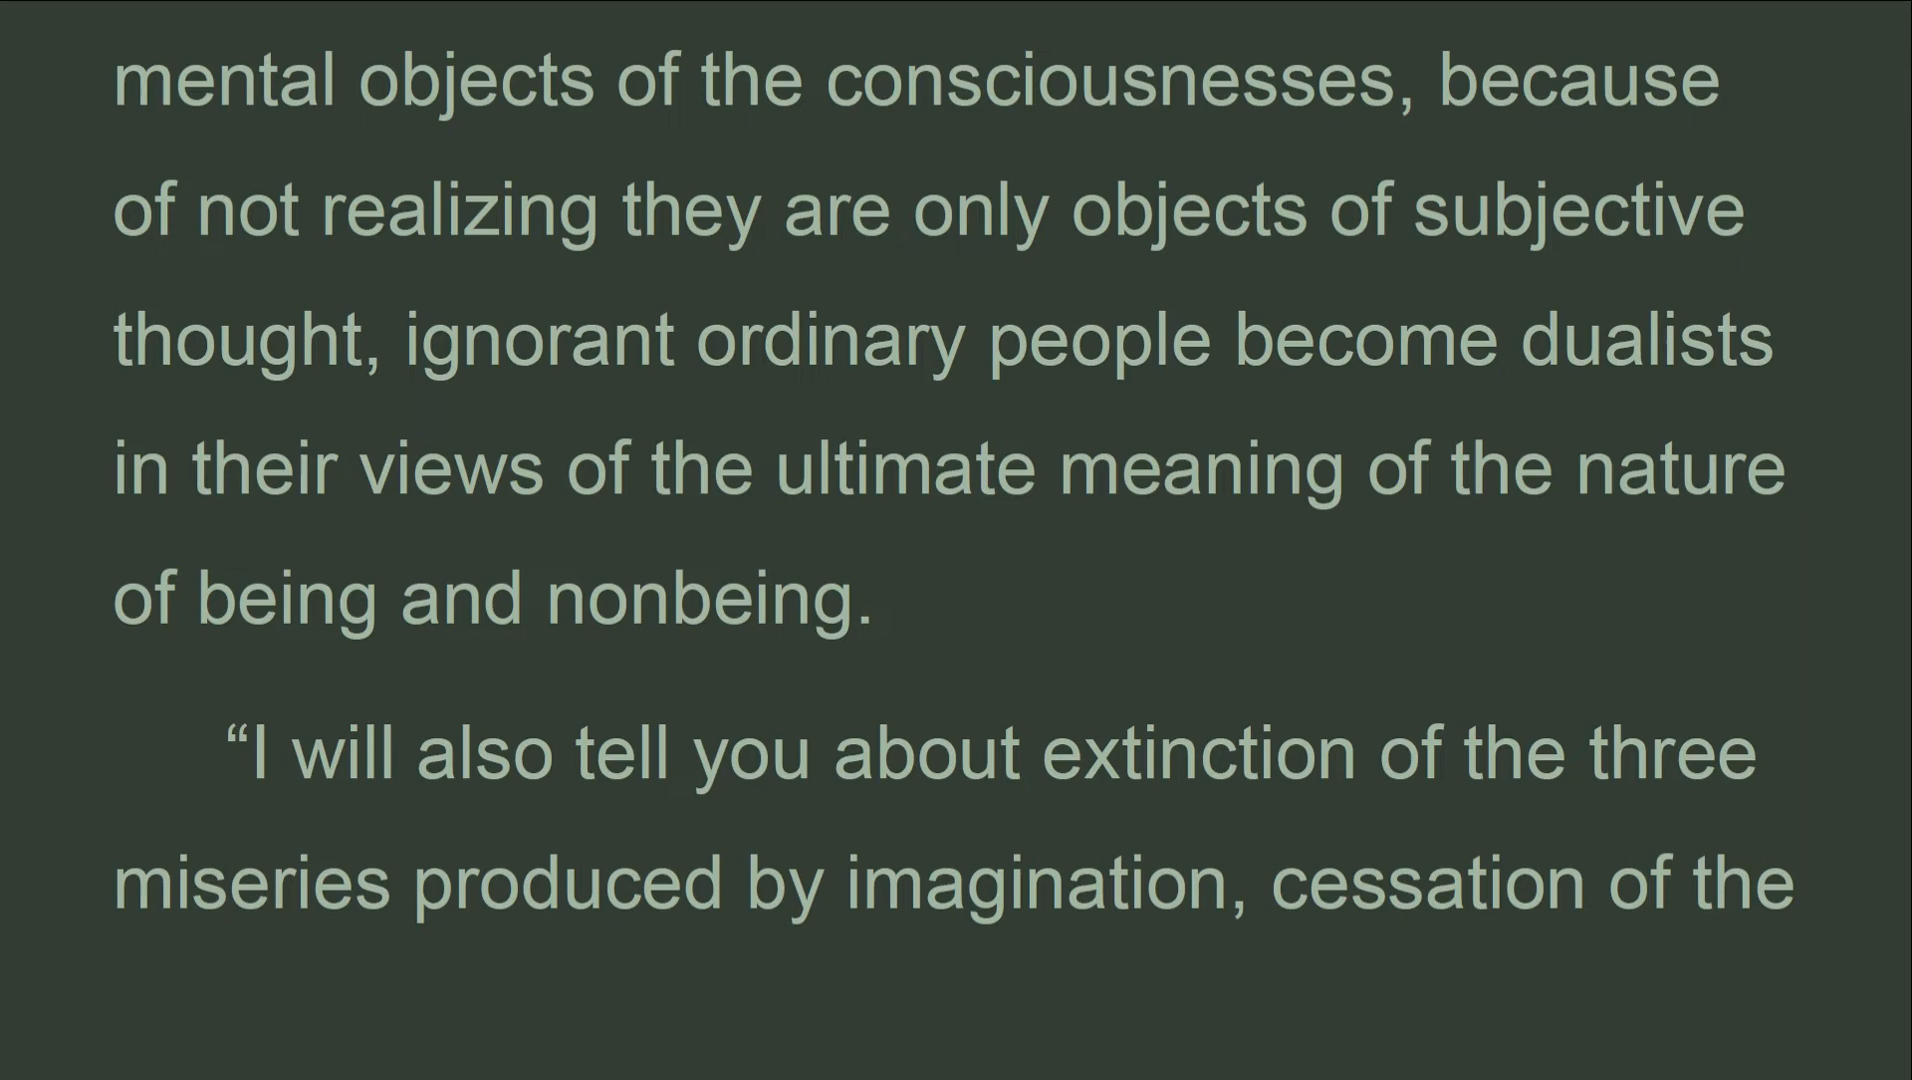 mental objects of the consciousnesses, because
of not realizing they are only objects of subjective
thought, ignorant ordinary people become dualists
in their views of the ultimate meaning of the nature
of being and nonbeing.
“I will also tell you about extinction of the three
miseries produced by imagination, cessation of the